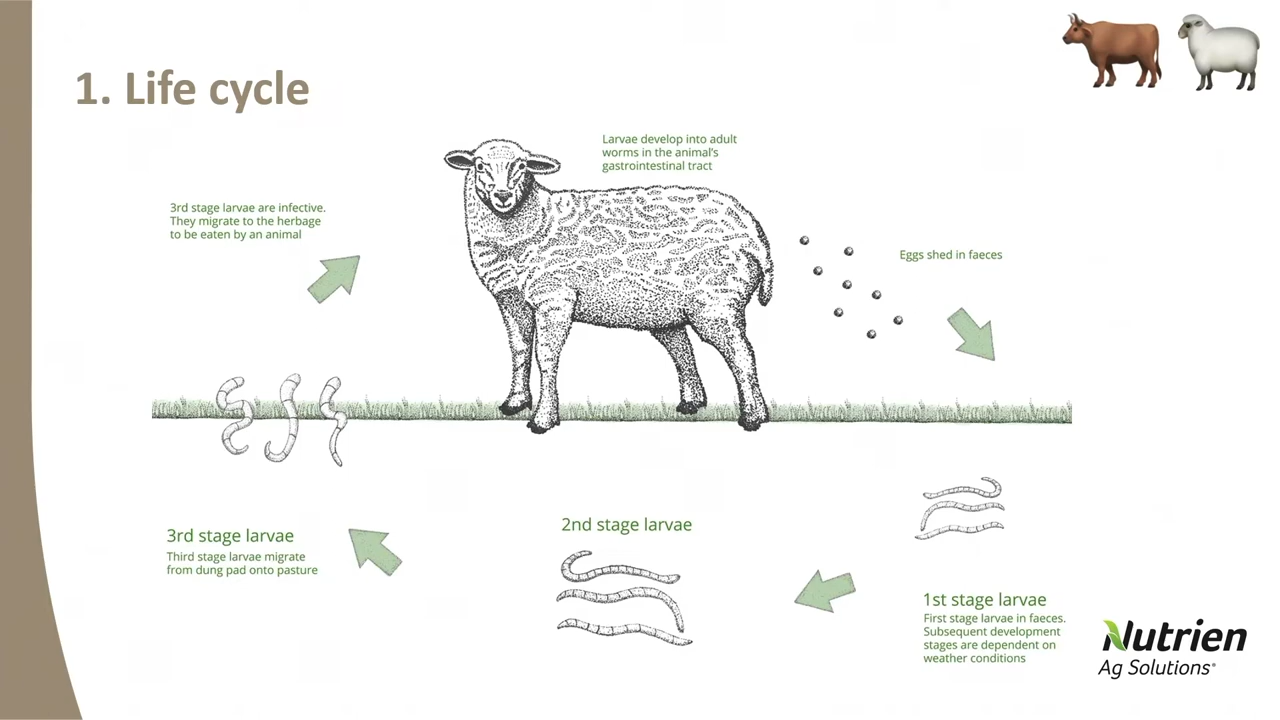 1. Life cycle
Larvae develop into adult
worms in the animal's
gastrointestinal tract
3rd stage larvae are infective.
They migrate to the herbage
to be eaten by an animal
Eggs shed in faeces
3rd stage larvae
Third stage larvae migrate
from dung pad onto pasture
2nd stage larvae
1st stage larvae
First stage larvae in faeces.
Subsequent development
stages are dependent on
weather conditions
Nutrien
Ag Solutions®